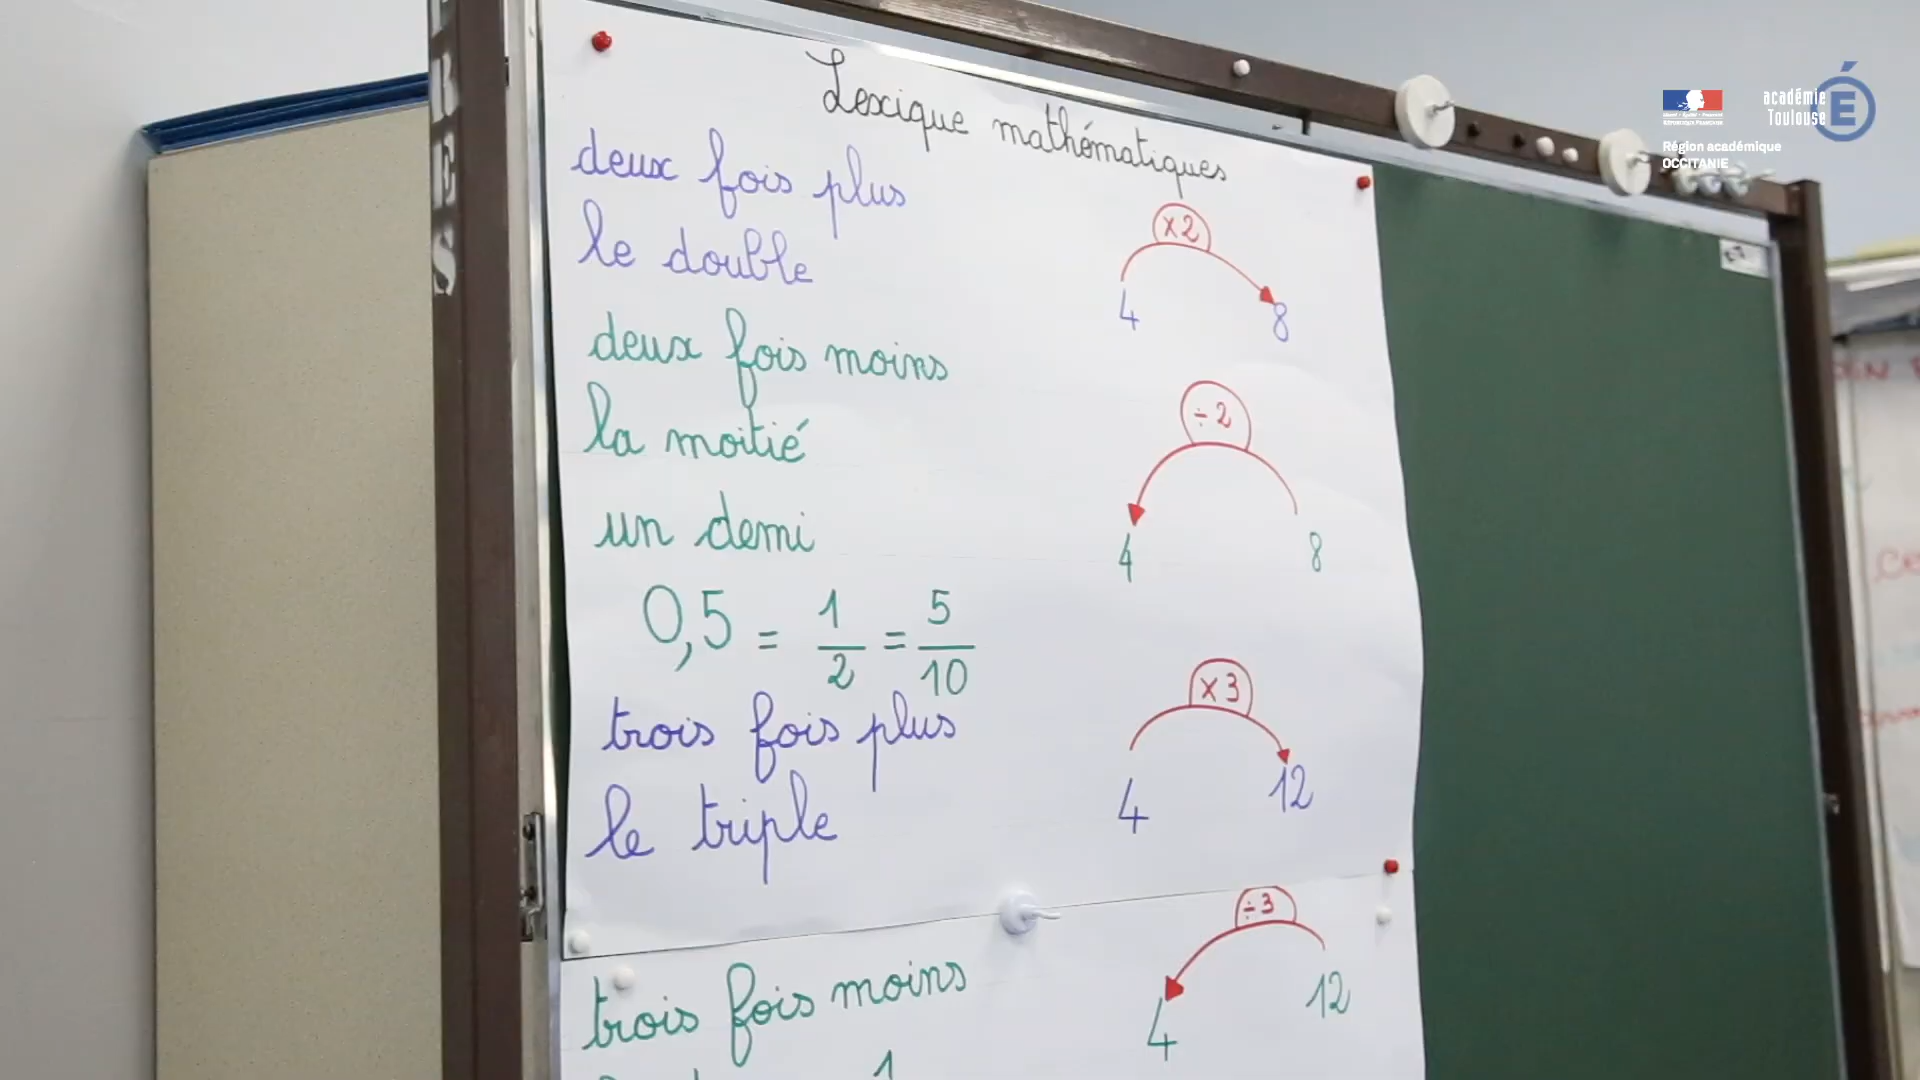 Lexique mathématiques
deux fois plus
le double
×2
4 8
deux fois moins
la moitié
÷2
4 8
un demi
0,5 = 1/2 = 5/10
trois fois plus
le triple
×3
4 12
trois fois moins
÷3
4 12
1
académie
Toulouse
É
Région académique
OCCITANIE